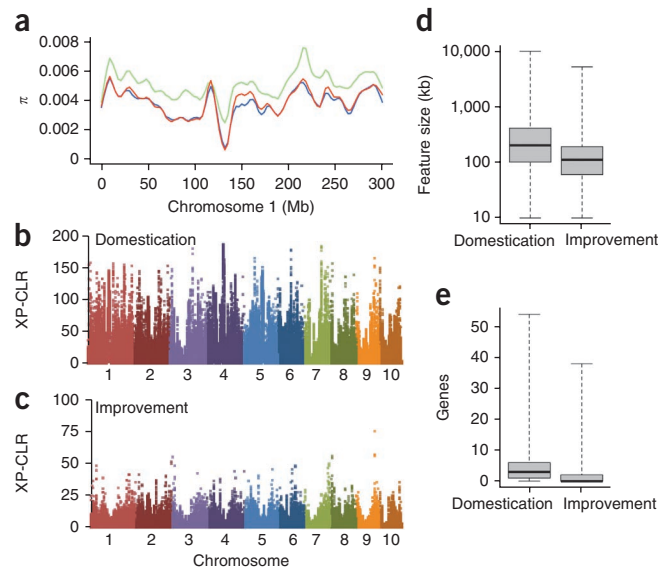 a
0.008
0.006
0.004
0.002
0
π
0 50 100 150 200 250 300
Chromosome 1 (Mb)
b
Domestication
200
150
100
50
0
XP-CLR
1 2 3 4 5 6 7 8 9 10
c
Improvement
100
75
50
25
0
XP-CLR
1 2 3 4 5 6 7 8 9 10
Chromosome
d
10,000
1,000
100
10
Feature size (kb)
Domestication Improvement
e
50
40
30
20
10
0
Genes
Domestication Improvement